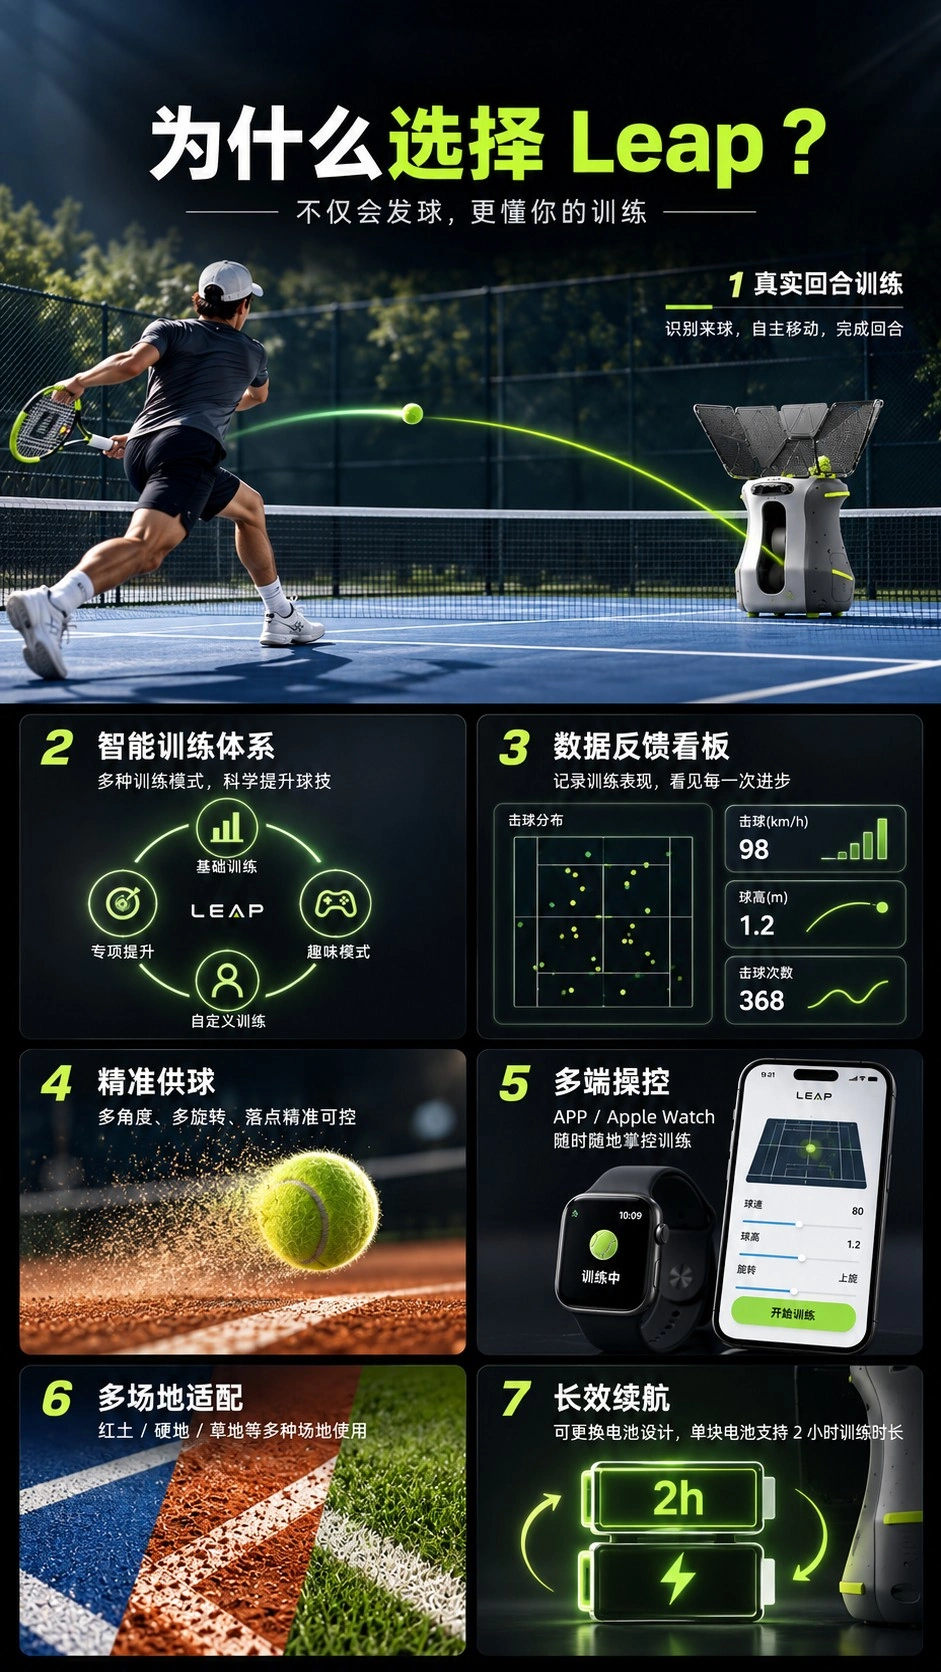 为什么选择 Leap？
不仅会发球，更懂你的训练
1 真实回合训练
识别来球，自主移动，完成回合
2 智能训练体系
多种训练模式，科学提升球技
基础训练
专项提升
LEAP
趣味模式
自定义训练
3 数据反馈看板
记录训练表现，看见每一次进步
击球分布
击球(km/h)
98
球高(m)
1.2
击球次数
368
4 精准供球
多角度、多旋转、落点精准可控
5 多端操控
APP / Apple Watch
随时随地掌控训练
10:09
训练中
9:41
LEAP
球速
80
球高
1.2
旋转
上旋
开始训练
6 多场地适配
红土 / 硬地 / 草地等多种场地使用
7 长效续航
可更换电池设计，单块电池支持 2 小时训练时长
2h